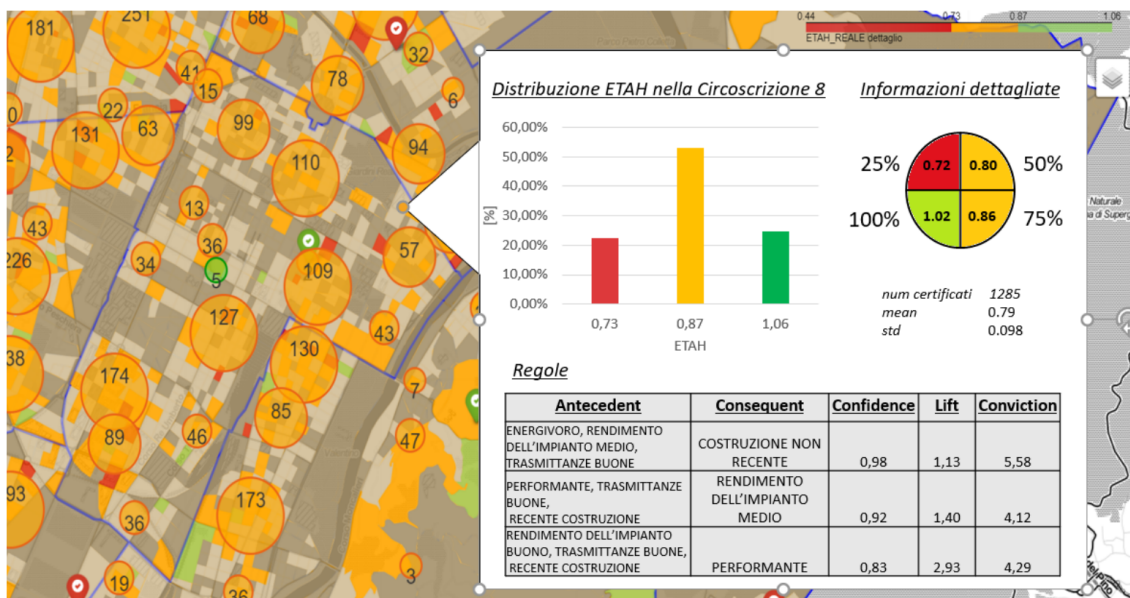 181
251
68
32
41
15
78
6
22
131
63
99
94
110
13
43
36
34
57
226
5
109
127
43
130
38
174
7
85
89
46
47
93
173
36
3
19
36
0.44
0.73
0.87
1.06
ETAH_REALE dettaglio
Naturale
Distribuzione ETAH nella Circoscrizione 8
60,00%
50,00%
40,00%
30,00%
20,00%
10,00%
0,00%
[%]
0,73 0,87 1,06
ETAH
Informazioni dettagliate
25% 0.72 0.80 50%
100% 1.02 0.86 75%
num certificati 1285
mean 0.79
std 0.098
Regole
Antecedent Consequent Confidence Lift Conviction
ENERGIVORO, RENDIMENTO
DELL'IMPIANTO MEDIO,
TRASMITTANZE BUONE
COSTRUZIONE NON
RECENTE
0,98 1,13 5,58
PERFORMANTE, TRASMITTANZE
BUONE,
RECENTE COSTRUZIONE
RENDIMENTO
DELL'IMPIANTO
MEDIO
0,92 1,40 4,12
RENDIMENTO DELL'IMPIANTO
BUONO, TRASMITTANZE BUONE,
RECENTE COSTRUZIONE
PERFORMANTE
0,83 2,93 4,29